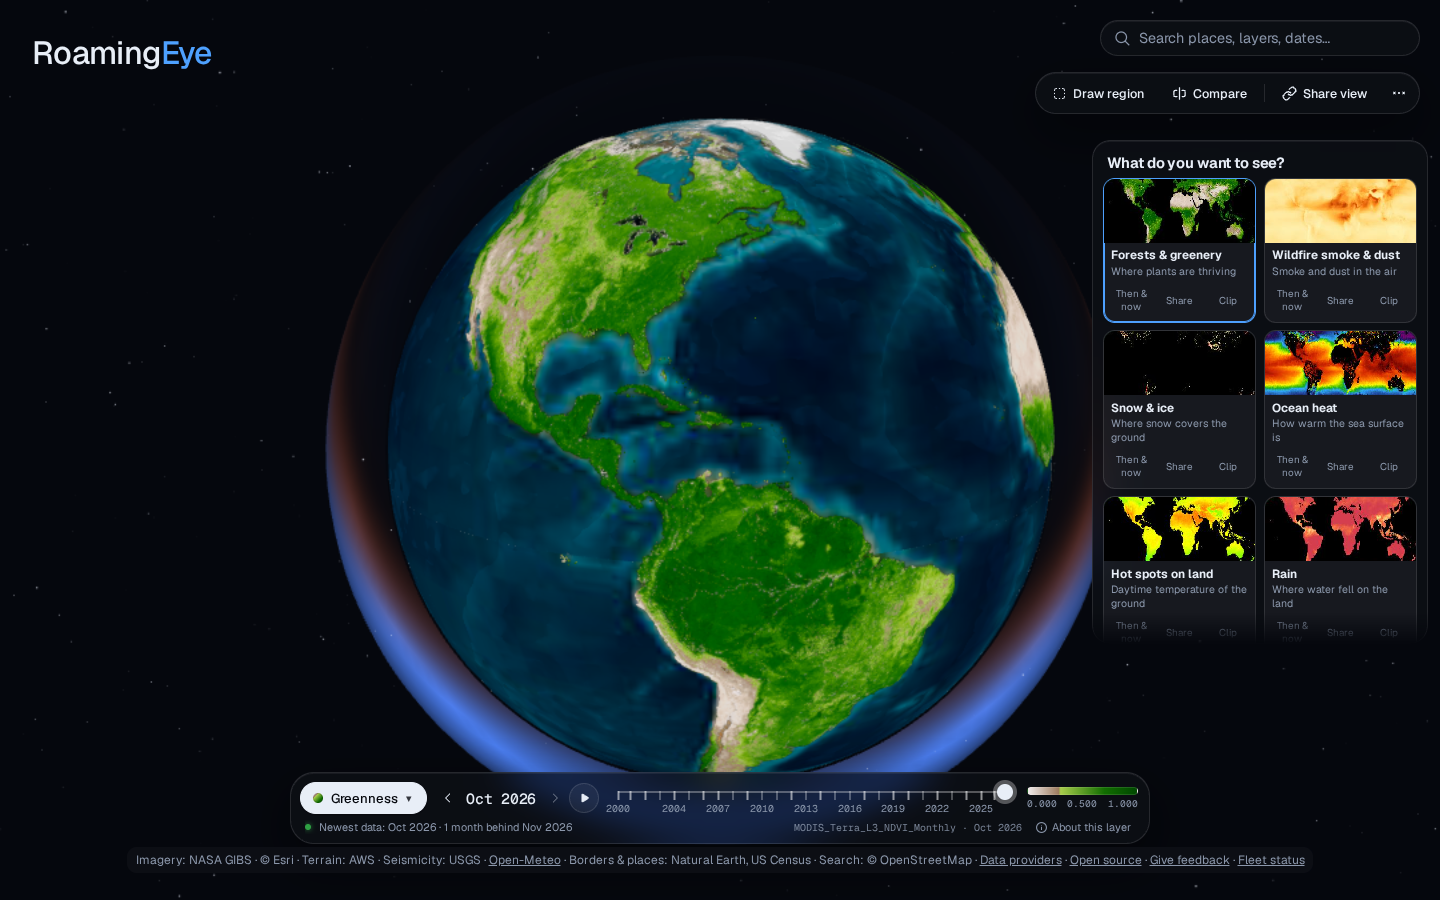 RoamingEye
Search places, layers, dates...
Draw region
Compare
Share view
What do you want to see?
Forests & greenery
Where plants are thriving
Then & now
Share
Clip
Wildfire smoke & dust
Smoke and dust in the air
Then & now
Share
Clip
Snow & ice
Where snow covers the
ground
Then & now
Share
Clip
Ocean heat
How warm the sea surface
is
Then & now
Share
Clip
Hot spots on land
Daytime temperature of the
ground
Then & now
Share
Clip
Rain
Where water fell on the
land
Then & now
Share
Clip
Greenness
Oct 2026
2000 2004 2007 2010 2013 2016 2019 2022 2025
0.000 0.500 1.000
Newest data: Oct 2026 · 1 month behind Nov 2026
MODIS_Terra_L3_NDVI_Monthly · Oct 2026
About this layer
Imagery: NASA GIBS · © Esri · Terrain: AWS · Seismicity: USGS · Open-Meteo · Borders & places: Natural Earth, US Census · Search: © OpenStreetMap · Data providers · Open source · Give feedback · Fleet status